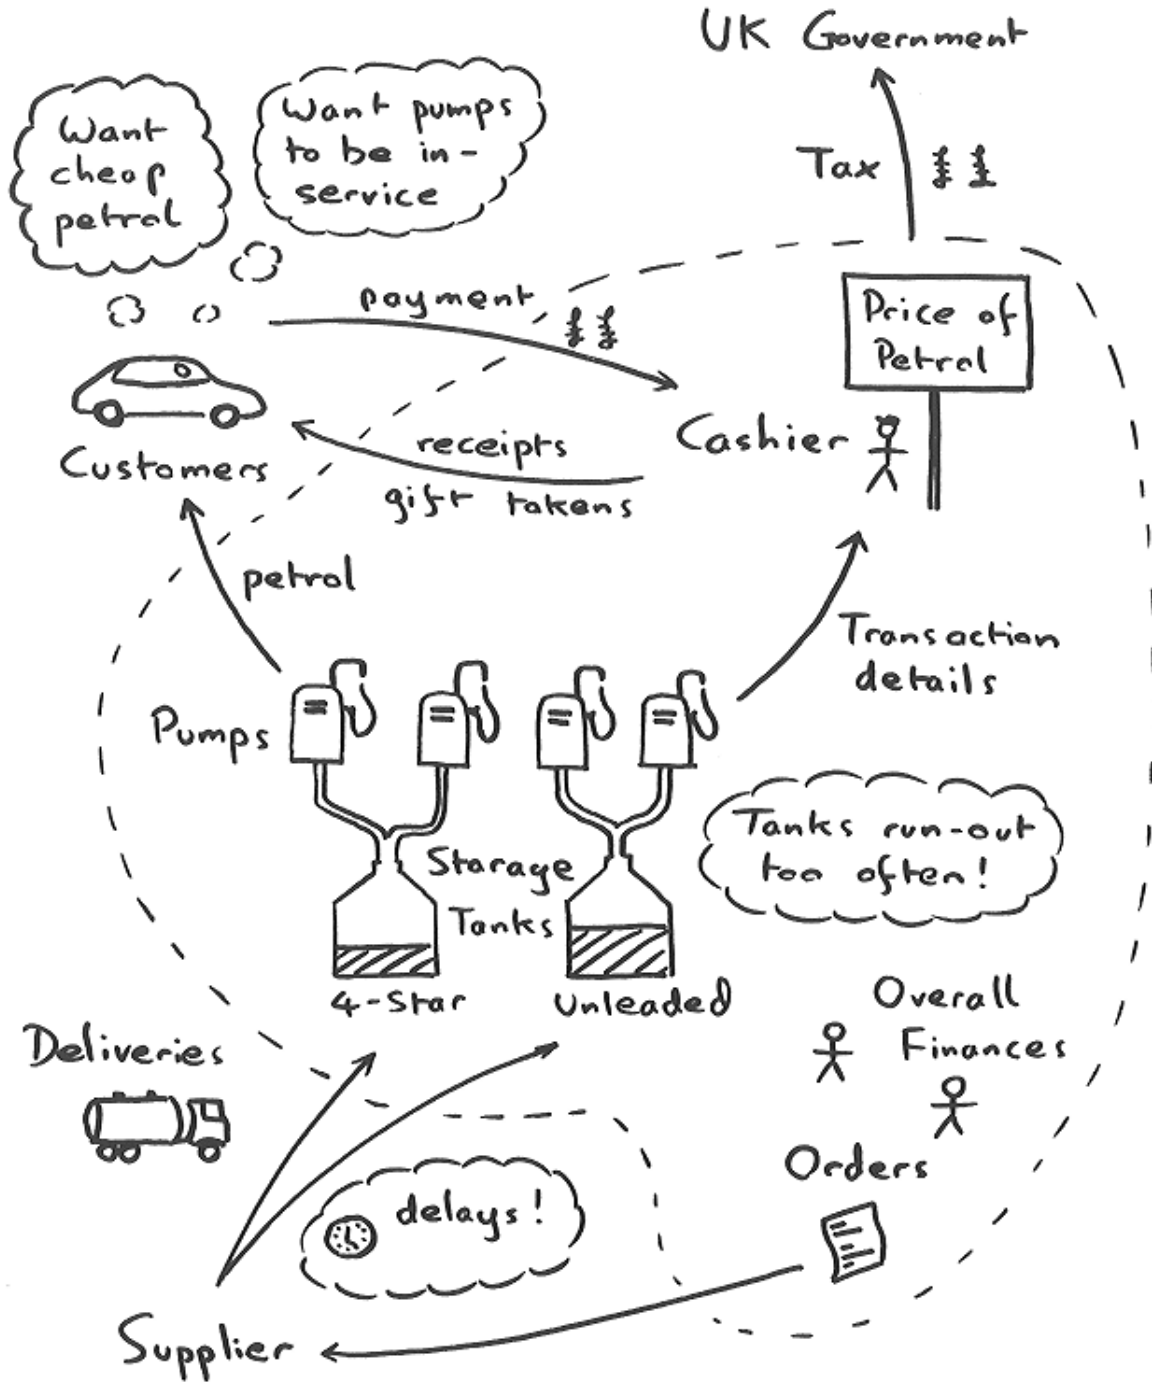 UK Government
Want
cheap
petrol
Want pumps
to be in-
service
Tax ££
payment
££
Price of
Petrol
Customers
receipts
gift tokens
Cashier
petrol
Transaction
details
Pumps
Storage
Tanks
Tanks run-out
too often!
4-Star
Unleaded
Overall
Finances
Deliveries
Orders
delays!
Supplier